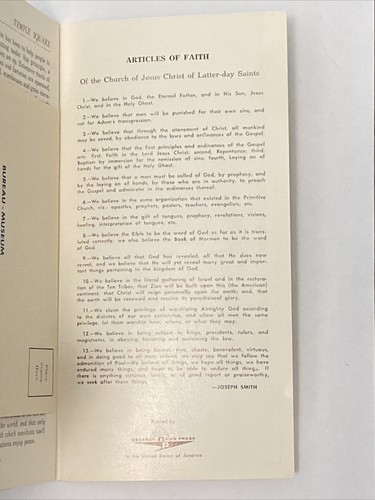 TEMPLE SQUARE
BUREAU - MUSEUM
Place
Stamp
Here
ARTICLES OF FAITH
Of the Church of Jesus Christ of Latter-day Saints
1.—We believe in God, the Eternal Father, and in His Son, Jesus
Christ, and in the Holy Ghost.
2.—We believe that men will be punished for their own sins, and
not for Adam's transgression.
3.—We believe that through the atonement of Christ, all mankind
may be saved, by obedience to the laws and ordinances of the Gospel.
4.—We believe that the first principles and ordinances of the Gospel
are: first, Faith in the Lord Jesus Christ; second, Repentance; third,
Baptism by immersion for the remission of sins; fourth, Laying on of
hands for the gift of the Holy Ghost.
5.—We believe that a man must be called of God, by prophecy, and
by the laying on of hands, by those who are in authority, to preach
the Gospel and administer in the ordinances thereof.
6.—We believe in the same organization that existed in the Primitive
Church, viz.: apostles, prophets, pastors, teachers, evangelists, etc.
7.—We believe in the gift of tongues, prophecy, revelations, visions,
healing, interpretation of tongues, etc.
8.—We believe the Bible to be the word of God as far as it is trans-
lated correctly; we also believe the Book of Mormon to be the word
of God.
9.—We believe all that God has revealed, all that He does now
reveal, and we believe that He will yet reveal many great and impor-
tant things pertaining to the kingdom of God.
10.—We believe in the literal gathering of Israel and in the restora-
tion of the Ten Tribes; that Zion will be built upon this (the American)
continent; that Christ will reign personally upon the earth; and, that
the earth will be renewed and receive its paradisiacal glory.
11.—We claim the privilege of worshiping Almighty God according
to the dictates of our own conscience, and allow all men the same
privilege, let them worship how, where, or what they may.
12.—We believe in being subject to kings, presidents, rulers, and
magistrates, in obeying, honoring and sustaining the law.
13.—We believe in being honest, true, chaste, benevolent, virtuous,
and in doing good to all men; indeed, we may say that we follow the
admonition of Paul—We believe all things, we hope all things, we have
endured many things, and hope to be able to endure all things. If
there is anything virtuous, lovely, or of good report or praiseworthy,
we seek after these things.
—JOSEPH SMITH
Printed by
DESERET NEWS PRESS
in the United States of America